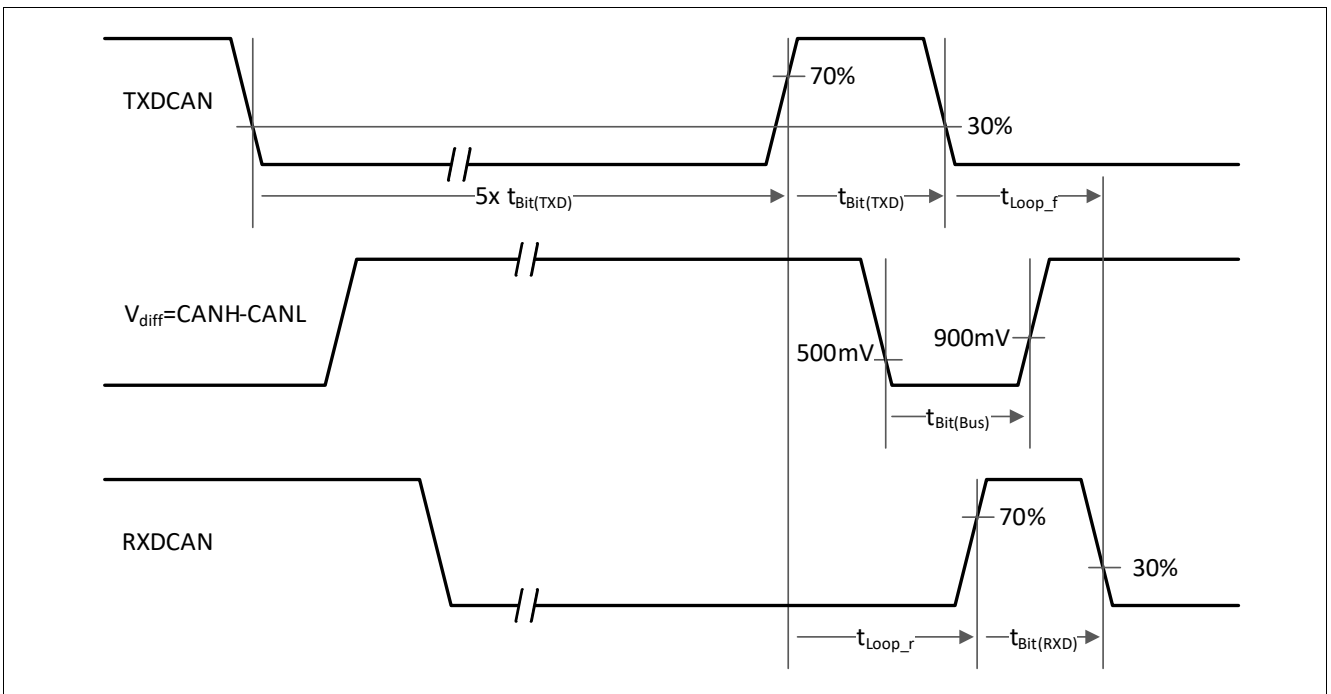 70%
TXDCAN
30%
5x tBit(TXD)
tBit(TXD)
tLoop_f
Vdiff=CANH-CANL
900mV
500mV
tBit(Bus)
70%
RXDCAN
30%
tLoop_r
tBit(RXD)